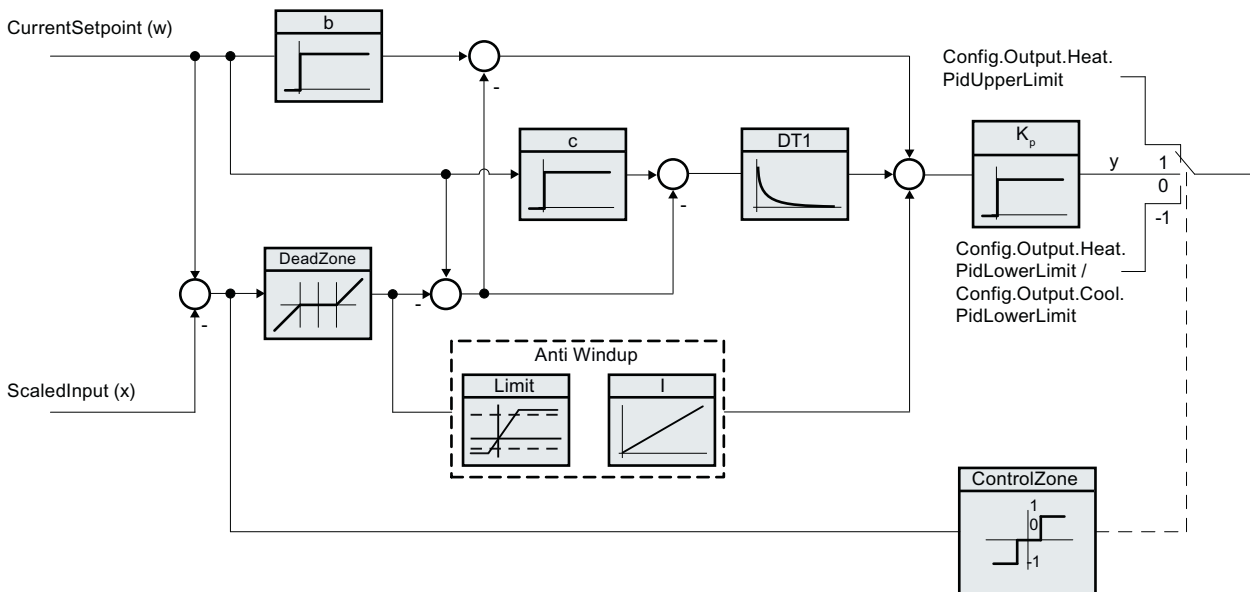 CurrentSetpoint (w)
b
-
Config.Output.Heat.
PidUpperLimit
c
-
DT1
Kp
y
1
0
-1
DeadZone
-
-
Config.Output.Heat.
PidLowerLimit /
Config.Output.Cool.
PidLowerLimit
Anti Windup
ScaledInput (x)
Limit
I
ControlZone
1
0
-1